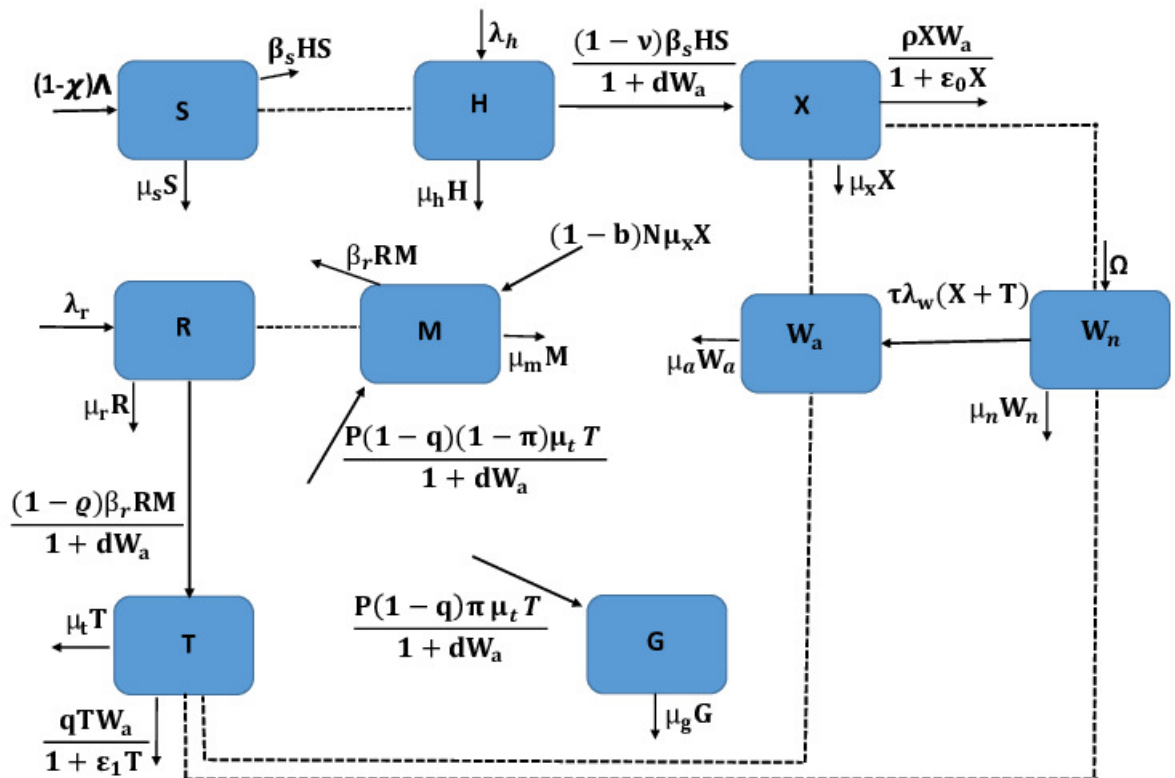 (1-χ)Λ
S
β_sHS
μ_sS
λ_h
H
μ_hH
(1 − ν)β_sHS
1 + dW_a
X
ρXW_a
1 + ε_0X
μ_xX
λ_r
R
μ_rR
β_rRM
M
(1 − b)Nμ_xX
μ_mM
P(1 − q)(1 − π)μ_t T
1 + dW_a
W_a
μ_aW_a
τλ_w(X + T)
Ω
W_n
μ_nW_n
(1 − ϱ)β_rRM
1 + dW_a
T
μ_tT
qTW_a
1 + ε_1T
P(1 − q)π μ_t T
1 + dW_a
G
μ_gG